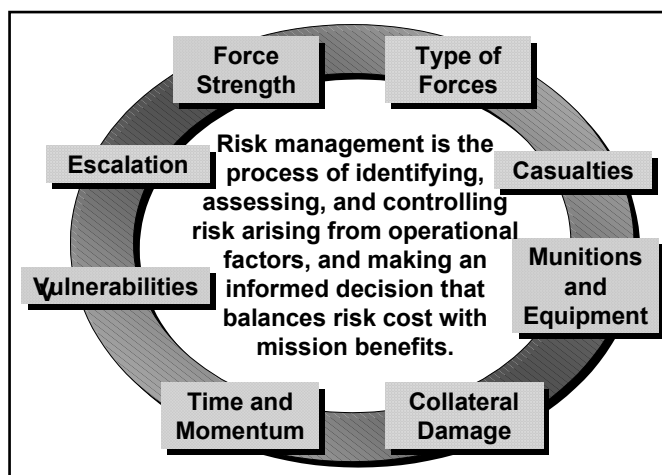 Force
Strength
Type of
Forces
Escalation
Casualties
Vulnerabilities
Munitions
and
Equipment
Time and
Momentum
Collateral
Damage
Risk management is the
process of identifying,
assessing, and controlling
risk arising from operational
factors, and making an
informed decision that
balances risk cost with
mission benefits.